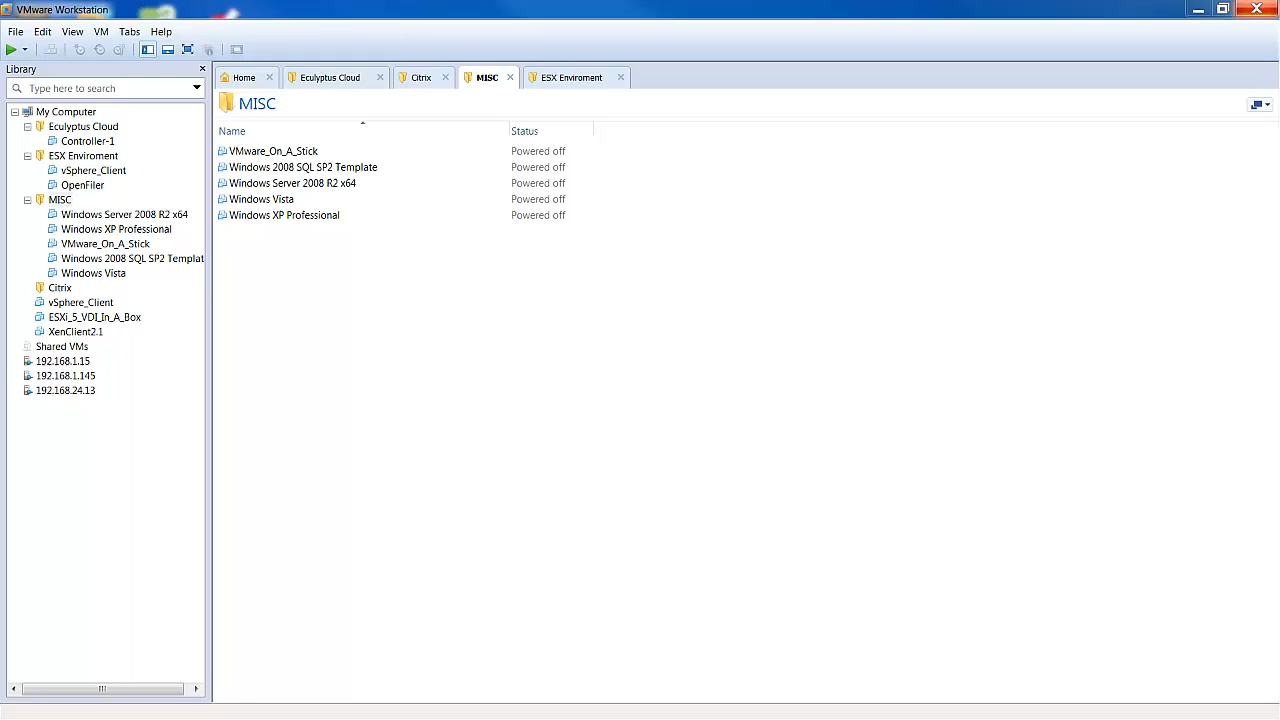 VMware Workstation
File Edit View VM Tabs Help
Library
Type here to search
My Computer
Eculyptus Cloud
Controller-1
ESX Enviroment
vSphere_Client
OpenFiler
MISC
Windows Server 2008 R2 x64
Windows XP Professional
VMware_On_A_Stick
Windows 2008 SQL SP2 Templat
Windows Vista
Citrix
vSphere_Client
ESXi_5_VDI_In_A_Box
XenClient2.1
Shared VMs
192.168.1.15
192.168.1.145
192.168.24.13
Home Eculyptus Cloud Citrix MISC ESX Enviroment
MISC
Name Status
VMware_On_A_Stick Powered off
Windows 2008 SQL SP2 Template Powered off
Windows Server 2008 R2 x64 Powered off
Windows Vista Powered off
Windows XP Professional Powered off